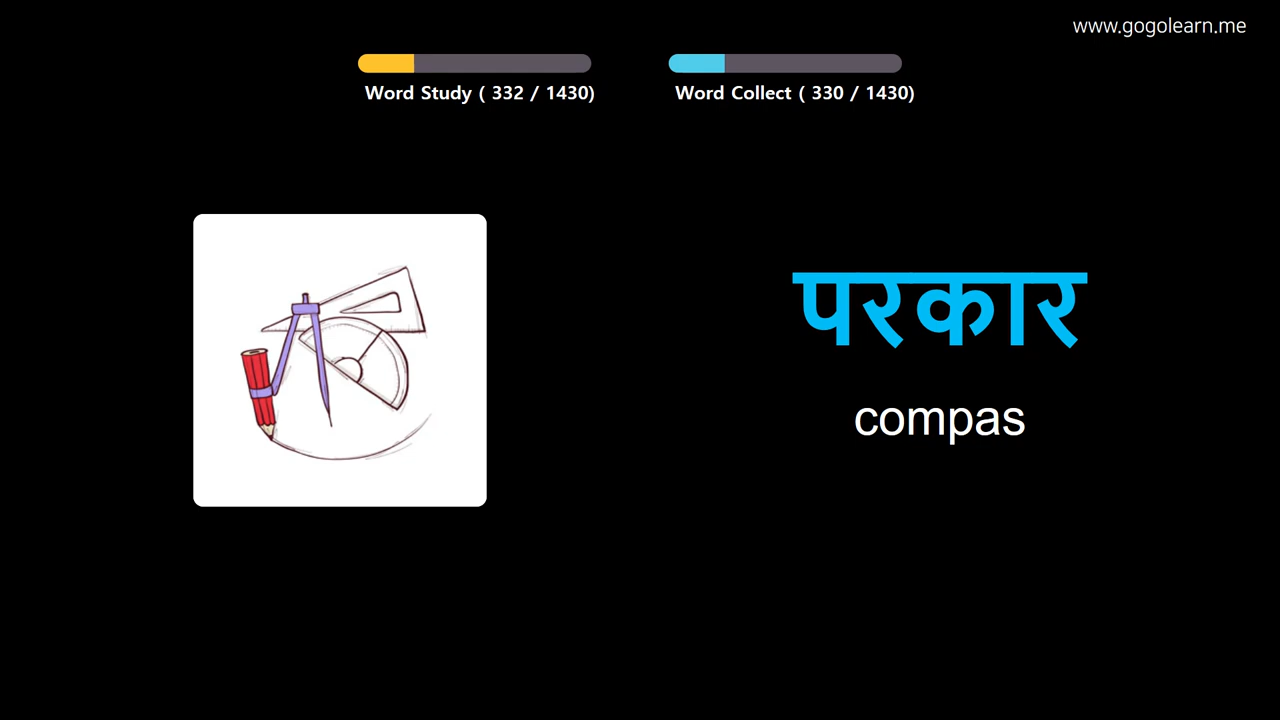 www.gogolearn.me
Word Study ( 332 / 1430)
Word Collect ( 330 / 1430)
परकार
compas